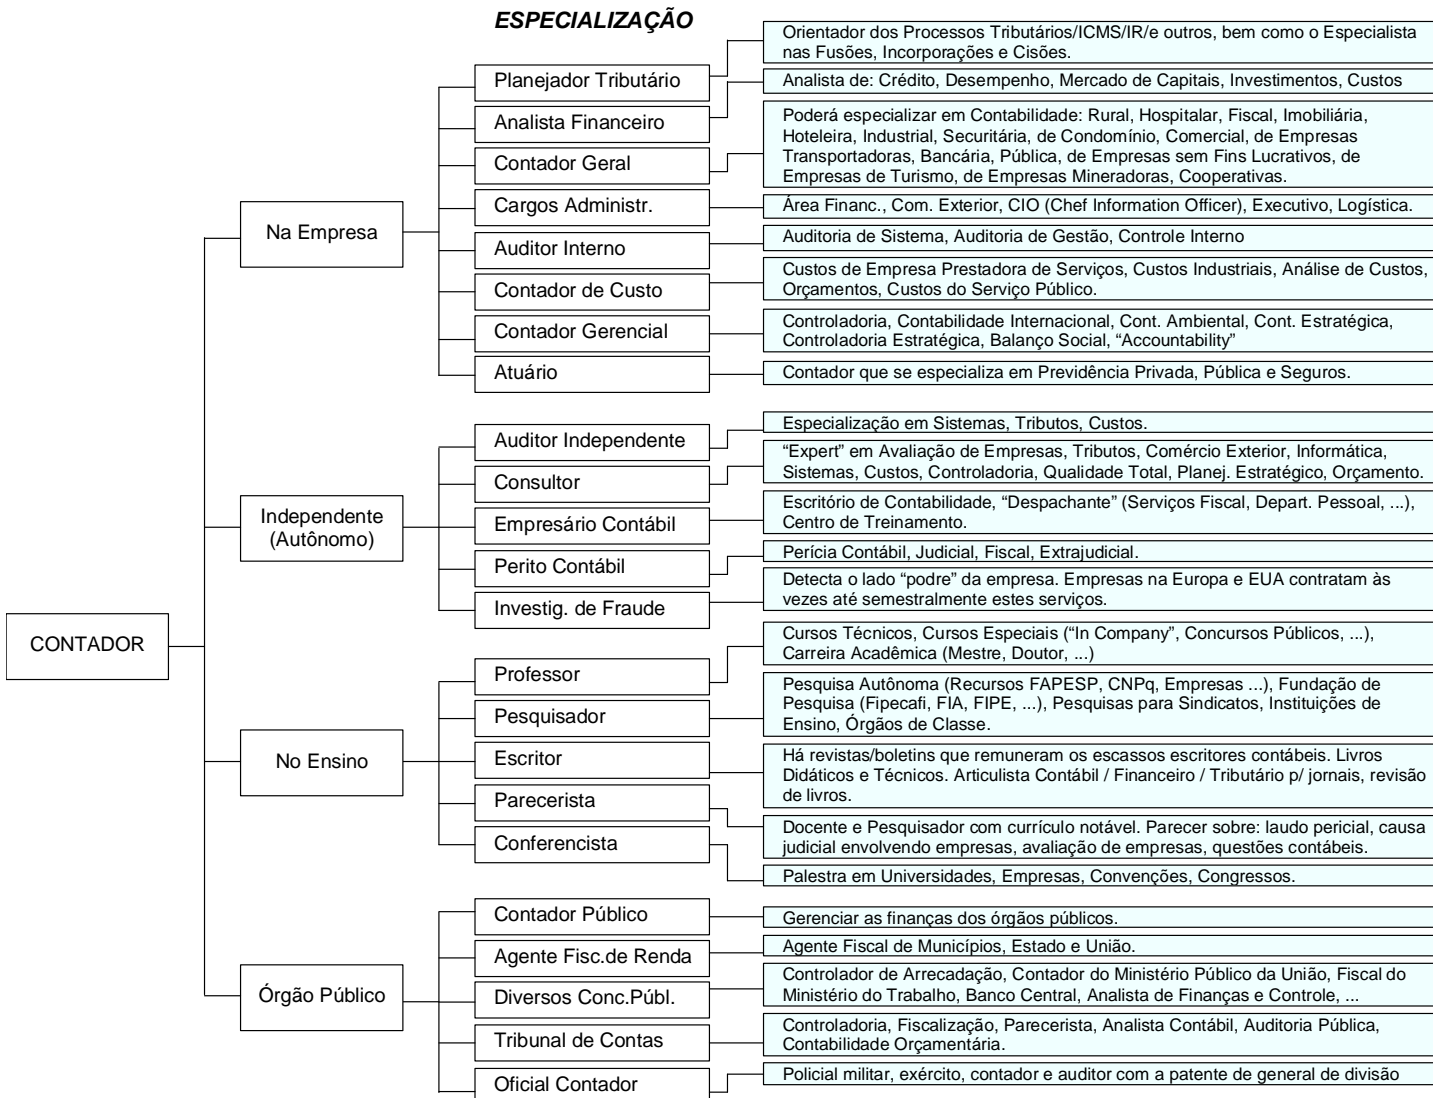 ESPECIALIZAÇÃO
CONTADOR
Na Empresa
Planejador Tributário
Orientador dos Processos Tributários/ICMS/IR/e outros, bem como o Especialista
nas Fusões, Incorporações e Cisões.
Analista Financeiro
Analista de: Crédito, Desempenho, Mercado de Capitais, Investimentos, Custos
Contador Geral
Poderá especializar em Contabilidade: Rural, Hospitalar, Fiscal, Imobiliária,
Hoteleira, Industrial, Securitária, de Condomínio, Comercial, de Empresas
Transportadoras, Bancária, Pública, de Empresas sem Fins Lucrativos, de
Empresas de Turismo, de Empresas Mineradoras, Cooperativas.
Cargos Administr.
Área Financ., Com. Exterior, CIO (Chef Information Officer), Executivo, Logística.
Auditor Interno
Auditoria de Sistema, Auditoria de Gestão, Controle Interno
Contador de Custo
Custos de Empresa Prestadora de Serviços, Custos Industriais, Análise de Custos,
Orçamentos, Custos do Serviço Público.
Contador Gerencial
Controladoria, Contabilidade Internacional, Cont. Ambiental, Cont. Estratégica,
Controladoria Estratégica, Balanço Social, “Accountability”
Atuário
Contador que se especializa em Previdência Privada, Pública e Seguros.
Independente
(Autônomo)
Auditor Independente
Especialização em Sistemas, Tributos, Custos.
Consultor
“Expert” em Avaliação de Empresas, Tributos, Comércio Exterior, Informática,
Sistemas, Custos, Controladoria, Qualidade Total, Planej. Estratégico, Orçamento.
Empresário Contábil
Escritório de Contabilidade, “Despachante” (Serviços Fiscal, Depart. Pessoal, ...),
Centro de Treinamento.
Perito Contábil
Perícia Contábil, Judicial, Fiscal, Extrajudicial.
Investig. de Fraude
Detecta o lado “podre” da empresa. Empresas na Europa e EUA contratam às
vezes até semestralmente estes serviços.
No Ensino
Professor
Cursos Técnicos, Cursos Especiais (“In Company”, Concursos Públicos, ...),
Carreira Acadêmica (Mestre, Doutor, ...)
Pesquisador
Pesquisa Autônoma (Recursos FAPESP, CNPq, Empresas ...), Fundação de
Pesquisa (Fipecafi, FIA, FIPE, ...), Pesquisas para Sindicatos, Instituições de
Ensino, Órgãos de Classe.
Escritor
Há revistas/boletins que remuneram os escassos escritores contábeis. Livros
Didáticos e Técnicos. Articulista Contábil / Financeiro / Tributário p/ jornais, revisão
de livros.
Parecerista
Docente e Pesquisador com currículo notável. Parecer sobre: laudo pericial, causa
judicial envolvendo empresas, avaliação de empresas, questões contábeis.
Conferencista
Palestra em Universidades, Empresas, Convenções, Congressos.
Órgão Público
Contador Público
Gerenciar as finanças dos órgãos públicos.
Agente Fisc.de Renda
Agente Fiscal de Municípios, Estado e União.
Diversos Conc.Públ.
Controlador de Arrecadação, Contador do Ministério Público da União, Fiscal do
Ministério do Trabalho, Banco Central, Analista de Finanças e Controle, ...
Tribunal de Contas
Controladoria, Fiscalização, Parecerista, Analista Contábil, Auditoria Pública,
Contabilidade Orçamentária.
Oficial Contador
Policial militar, exército, contador e auditor com a patente de general de divisão